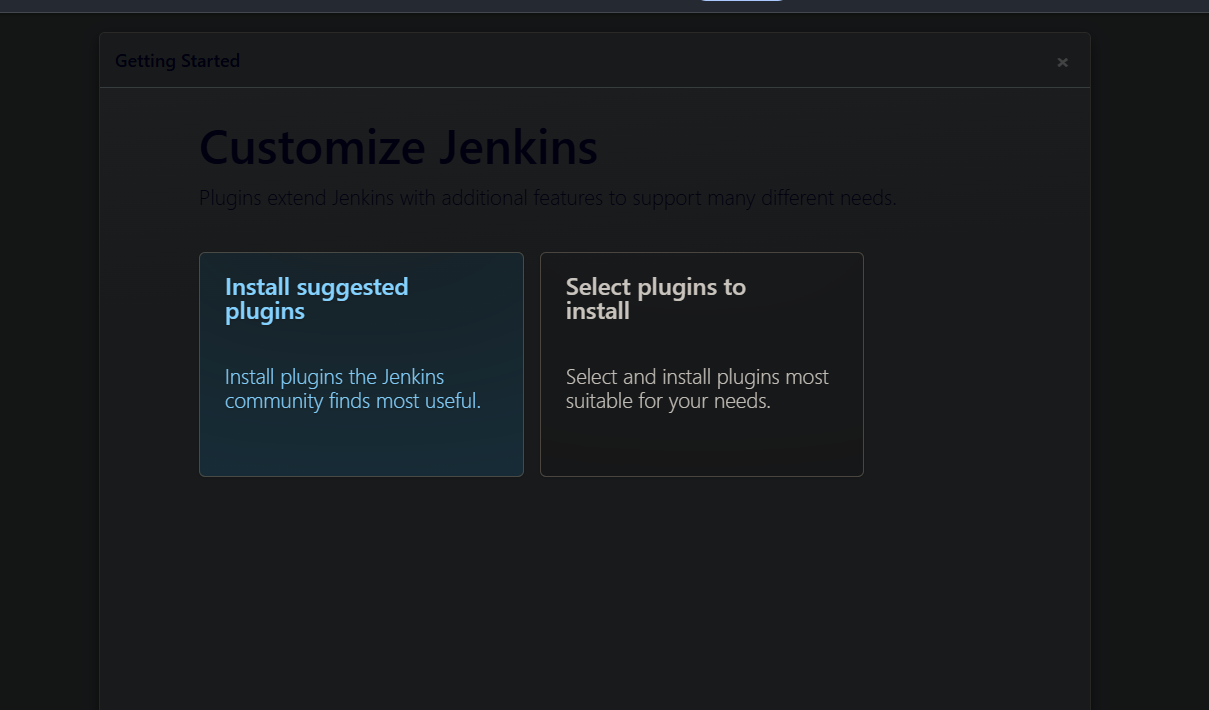 Getting Started
×
Customize Jenkins
Plugins extend Jenkins with additional features to support many different needs.
Install suggested
plugins
Install plugins the Jenkins
community finds most useful.
Select plugins to
install
Select and install plugins most
suitable for your needs.